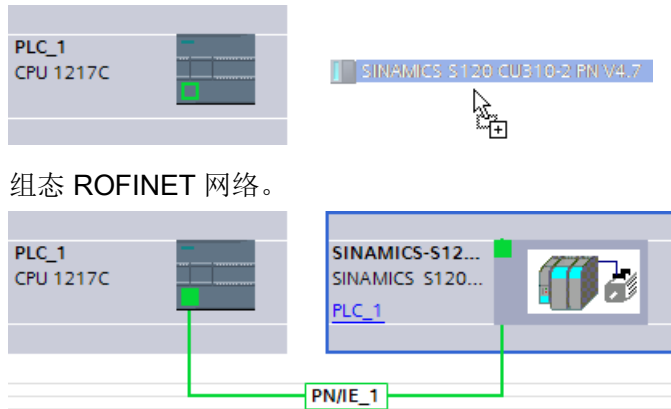 PLC_1
CPU 1217C
SINAMICS S120 CU310-2 PN V4.7
组态 ROFINET 网络。
PLC_1
CPU 1217C
SINAMICS-S12...
SINAMICS S120...
PLC_1
PN/IE_1